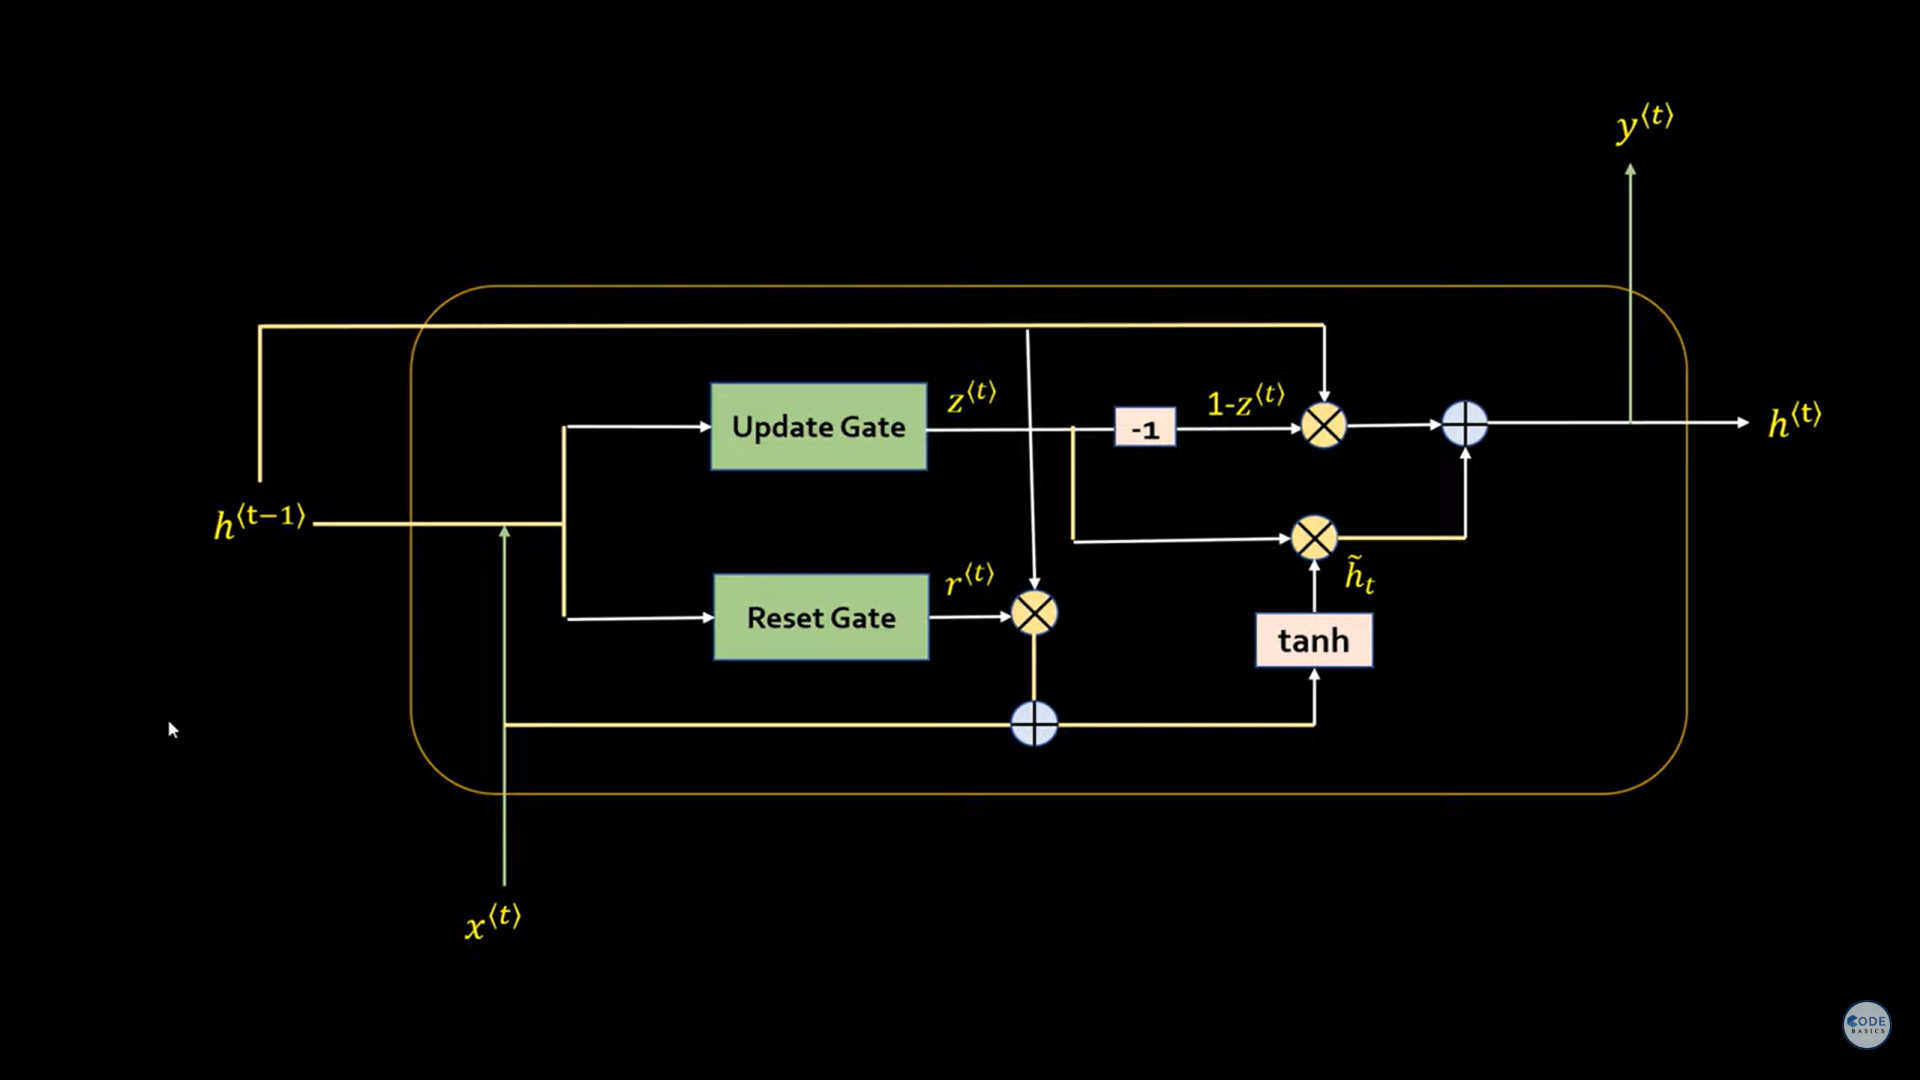 y⟨t⟩
z⟨t⟩
1-z⟨t⟩
Update Gate
-1
h⟨t⟩
h⟨t−1⟩
r⟨t⟩
h̃t
Reset Gate
tanh
x⟨t⟩
CODE
BASICS